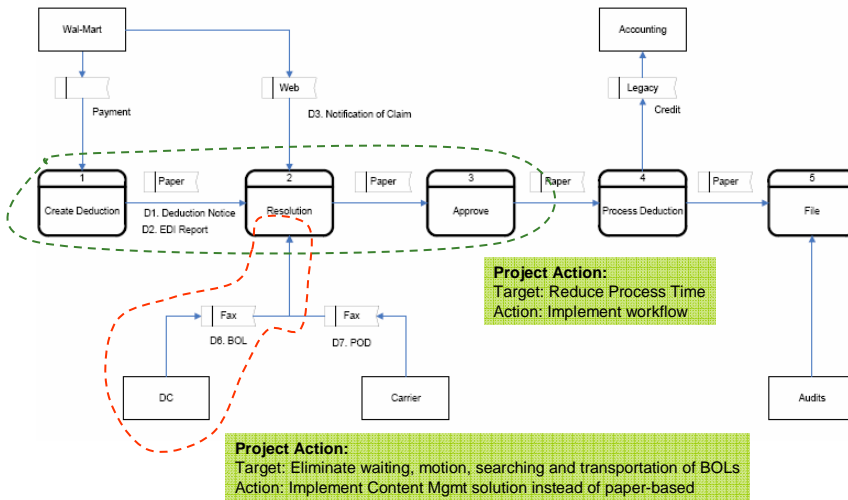 Wal-Mart
Accounting
Web
Legacy
Payment
D3. Notification of Claim
Credit
1
Paper
2
Paper
3
Paper
4
Paper
5
Create Deduction
D1. Deduction Notice
D2. EDI Report
Resolution
Approve
Process Deduction
File
Project Action:
Target: Reduce Process Time
Action: Implement workflow
Fax
Fax
D6. BOL
D7. POD
DC
Carrier
Audits
Project Action:
Target: Eliminate waiting, motion, searching and transportation of BOLs
Action: Implement Content Mgmt solution instead of paper-based